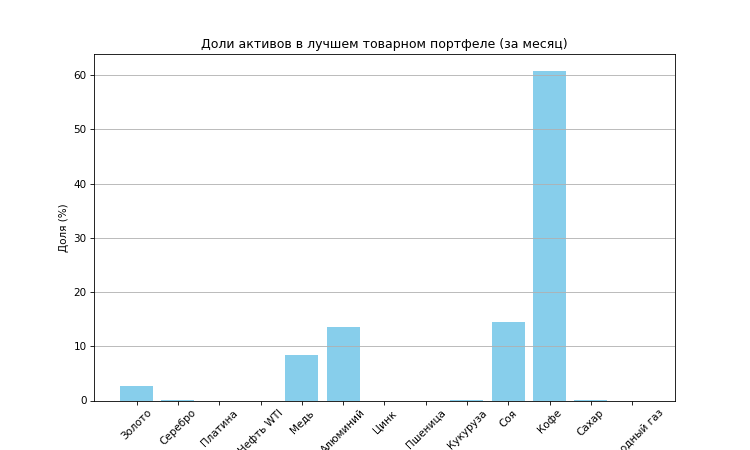 Доли активов в лучшем товарном портфеле (за месяц)
Доля (%)
60
50
40
30
20
10
0
Золото
Серебро
Платина
Нефть WTI
Медь
Алюминий
Цинк
Пшеница
Кукуруза
Соя
Кофе
Сахар
газ